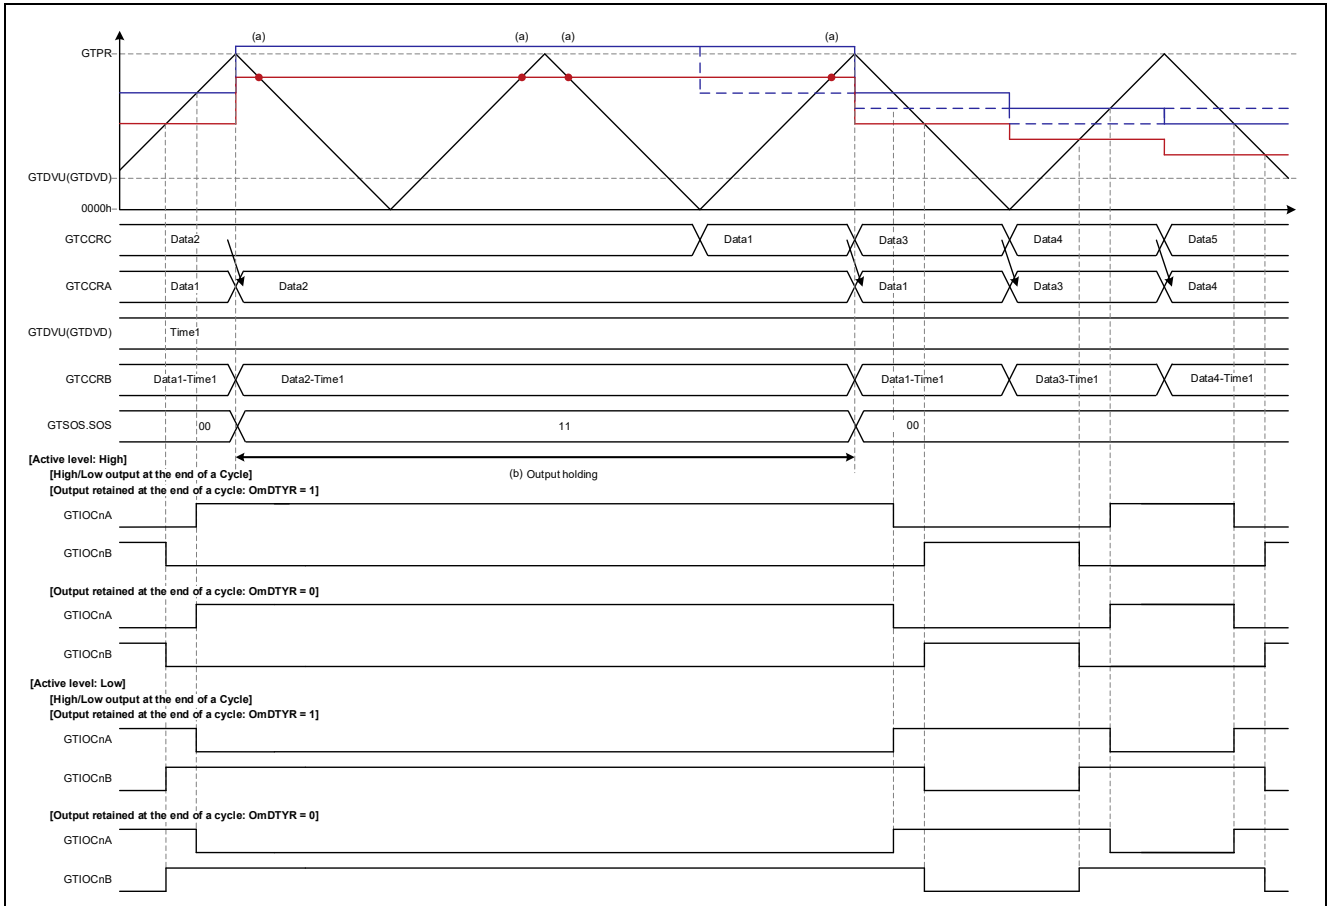 (a) (a) (a) (a)
GTPR
GTDVU(GTDVD)
0000h
GTCCRC Data2 Data1 Data3 Data4 Data5
GTCCRA Data1 Data2 Data1 Data3 Data4
GTDVU(GTDVD) Time1
GTCCRB Data1-Time1 Data2-Time1 Data1-Time1 Data3-Time1 Data4-Time1
GTSOS.SOS 00 11 00
[Active level: High]
[High/Low output at the end of a Cycle] (b) Output holding
[Output retained at the end of a cycle: OmDTYR = 1]
GTIOCnA
GTIOCnB
[Output retained at the end of a cycle: OmDTYR = 0]
GTIOCnA
GTIOCnB
[Active level: Low]
[High/Low output at the end of a Cycle]
[Output retained at the end of a cycle: OmDTYR = 1]
GTIOCnA
GTIOCnB
[Output retained at the end of a cycle: OmDTYR = 0]
GTIOCnA
GTIOCnB